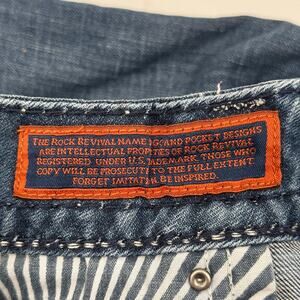 THE ROCK REVIVAL NAME LOGO AND POCKET DESIGNS
ARE INTELLECTUAL PROPERTIES OF ROCK REVIVAL
REGISTERED UNDER U.S. TRADEMARK. THOSE WHO
COPY WILL BE PROSECUTED TO THE FULL EXTENT
FORGET IMITATE. BE INSPIRED.